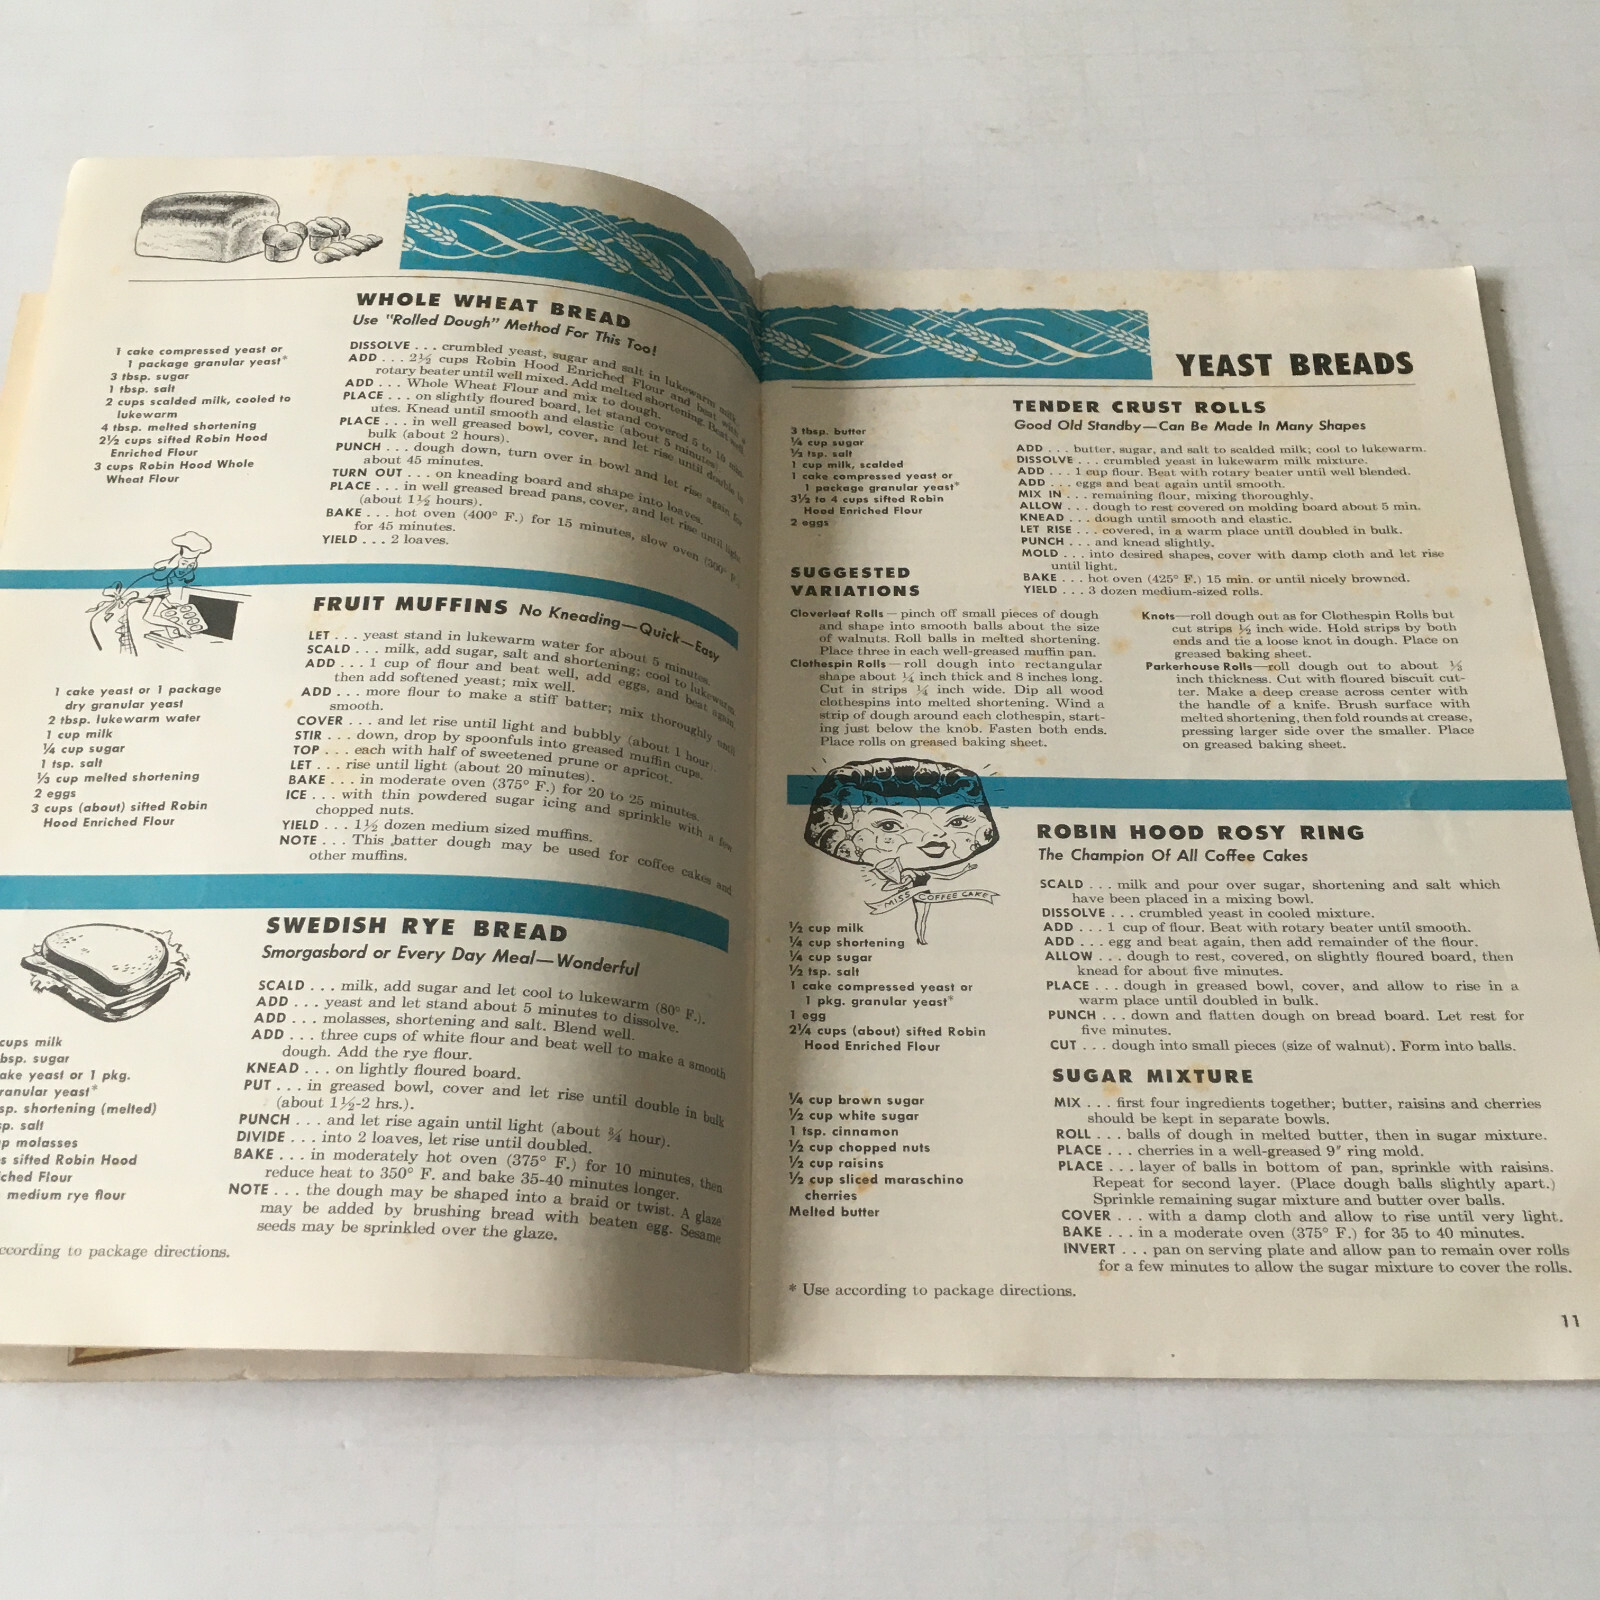 WHOLE WHEAT BREAD
Use "Rolled Dough" Method For This Too!
1 cake compressed yeast or
1 package granular yeast*
3 tbsp. sugar
1 tbsp. salt
2 cups scalded milk, cooled to
lukewarm
4 tbsp. melted shortening
2½ cups sifted Robin Hood
Enriched Flour
3 cups Robin Hood Whole
Wheat Flour
DISSOLVE . . . crumbled yeast, sugar and salt in lukewarm milk.
ADD . . . 2½ cups Robin Hood Enriched Flour and beat with a
rotary beater until well mixed. Add melted shortening. Beat well
ADD . . . Whole Wheat Flour and mix to dough.
PLACE . . . on slightly floured board, let stand covered 5 to 10 min-
utes. Knead until smooth and elastic (about 5 minutes).
PLACE . . . in well greased bowl, cover, and let rise until double in
bulk (about 2 hours).
PUNCH . . . dough down, turn over in bowl and let rise again for
about 45 minutes.
TURN OUT . . . on kneading board and shape into loaves.
PLACE . . . in well greased bread pans, cover, and let rise until light
(about 1½ hours).
BAKE . . . hot oven (400° F.) for 15 minutes, slow oven (300° F.
for 45 minutes.
YIELD . . . 2 loaves.
FRUIT MUFFINS No Kneading—Quick—Easy
1 cake yeast or 1 package
dry granular yeast
2 tbsp. lukewarm water
1 cup milk
¼ cup sugar
1 tsp. salt
⅓ cup melted shortening
2 eggs
3 cups (about) sifted Robin
Hood Enriched Flour
LET . . . yeast stand in lukewarm water for about 5 minutes.
SCALD . . . milk, add sugar, salt and shortening; cool to lukewarm
ADD . . . 1 cup of flour and beat well, add eggs, and beat again
then add softened yeast; mix well.
ADD . . . more flour to make a stiff batter; mix thoroughly until
smooth.
COVER . . . and let rise until light and bubbly (about 1 hour).
STIR . . . down, drop by spoonfuls into greased muffin cups.
TOP . . . each with half of sweetened prune or apricot.
LET . . . rise until light (about 20 minutes).
BAKE . . . in moderate oven (375° F.) for 20 to 25 minutes.
ICE . . . with thin powdered sugar icing and sprinkle with a few
chopped nuts.
YIELD . . . 1½ dozen medium sized muffins.
NOTE . . . This batter dough may be used for coffee cakes and
other muffins.
SWEDISH RYE BREAD
Smorgasbord or Every Day Meal—Wonderful
cups milk
bsp. sugar
ake yeast or 1 pkg.
ranular yeast*
sp. shortening (melted)
sp. salt
p molasses
s sifted Robin Hood
iched Flour
medium rye flour
SCALD . . . milk, add sugar and let cool to lukewarm (80° F.).
ADD . . . yeast and let stand about 5 minutes to dissolve.
ADD . . . molasses, shortening and salt. Blend well.
ADD . . . three cups of white flour and beat well to make a smooth
dough. Add the rye flour.
KNEAD . . . on lightly floured board.
PUT . . . in greased bowl, cover and let rise until double in bulk
(about 1½-2 hrs.).
PUNCH . . . and let rise again until light (about ¾ hour).
DIVIDE . . . into 2 loaves, let rise until doubled.
BAKE . . . in moderately hot oven (375° F.) for 10 minutes, then
reduce heat to 350° F. and bake 35-40 minutes longer.
NOTE . . . the dough may be shaped into a braid or twist. A glaze
may be added by brushing bread with beaten egg. Sesame
seeds may be sprinkled over the glaze.
ccording to package directions.
YEAST BREADS
TENDER CRUST ROLLS
Good Old Standby—Can Be Made In Many Shapes
3 tbsp. butter
¼ cup sugar
½ tsp. salt
1 cup milk, scalded
1 cake compressed yeast or
1 package granular yeast*
3½ to 4 cups sifted Robin
Hood Enriched Flour
2 eggs
ADD . . . butter, sugar, and salt to scalded milk; cool to lukewarm.
DISSOLVE . . . crumbled yeast in lukewarm milk mixture.
ADD . . . 1 cup flour. Beat with rotary beater until well blended.
ADD . . . eggs and beat again until smooth.
MIX IN . . . remaining flour, mixing thoroughly.
ALLOW . . . dough to rest covered on molding board about 5 min.
KNEAD . . . dough until smooth and elastic.
LET RISE . . . covered, in a warm place until doubled in bulk.
PUNCH . . . and knead slightly.
MOLD . . . into desired shapes, cover with damp cloth and let rise
until light.
BAKE . . . hot oven (425° F.) 15 min. or until nicely browned.
YIELD . . . 3 dozen medium-sized rolls.
SUGGESTED
VARIATIONS
Cloverleaf Rolls — pinch off small pieces of dough
and shape into smooth balls about the size
of walnuts. Roll balls in melted shortening.
Place three in each well-greased muffin pan.
Clothespin Rolls — roll dough into rectangular
shape about ¼ inch thick and 8 inches long.
Cut in strips ¼ inch wide. Dip all wood
clothespins into melted shortening. Wind a
strip of dough around each clothespin, start-
ing just below the knob. Fasten both ends.
Place rolls on greased baking sheet.
Knots—roll dough out as for Clothespin Rolls but
cut strips ½ inch wide. Hold strips by both
ends and tie a loose knot in dough. Place on
greased baking sheet.
Parkerhouse Rolls—roll dough out to about ⅓
inch thickness. Cut with floured biscuit cut-
ter. Make a deep crease across center with
the handle of a knife. Brush surface with
melted shortening, then fold rounds at crease,
pressing larger side over the smaller. Place
on greased baking sheet.
MISS COFFEE CAKE
ROBIN HOOD ROSY RING
The Champion Of All Coffee Cakes
½ cup milk
¼ cup shortening
¼ cup sugar
½ tsp. salt
1 cake compressed yeast or
1 pkg. granular yeast*
1 egg
2¼ cups (about) sifted Robin
Hood Enriched Flour
SCALD . . . milk and pour over sugar, shortening and salt which
have been placed in a mixing bowl.
DISSOLVE . . . crumbled yeast in cooled mixture.
ADD . . . 1 cup of flour. Beat with rotary beater until smooth.
ADD . . . egg and beat again, then add remainder of the flour.
ALLOW . . . dough to rest, covered, on slightly floured board, then
knead for about five minutes.
PLACE . . . dough in greased bowl, cover, and allow to rise in a
warm place until doubled in bulk.
PUNCH . . . down and flatten dough on bread board. Let rest for
five minutes.
CUT . . . dough into small pieces (size of walnut). Form into balls.
SUGAR MIXTURE
¼ cup brown sugar
½ cup white sugar
1 tsp. cinnamon
½ cup chopped nuts
½ cup raisins
½ cup sliced maraschino
cherries
Melted butter
MIX . . . first four ingredients together; butter, raisins and cherries
should be kept in separate bowls.
ROLL . . . balls of dough in melted butter, then in sugar mixture.
PLACE . . . cherries in a well-greased 9" ring mold.
PLACE . . . layer of balls in bottom of pan, sprinkle with raisins.
Repeat for second layer. (Place dough balls slightly apart.)
Sprinkle remaining sugar mixture and butter over balls.
COVER . . . with a damp cloth and allow to rise until very light.
BAKE . . . in a moderate oven (375° F.) for 35 to 40 minutes.
INVERT . . . pan on serving plate and allow pan to remain over rolls
for a few minutes to allow the sugar mixture to cover the rolls.
* Use according to package directions.
11